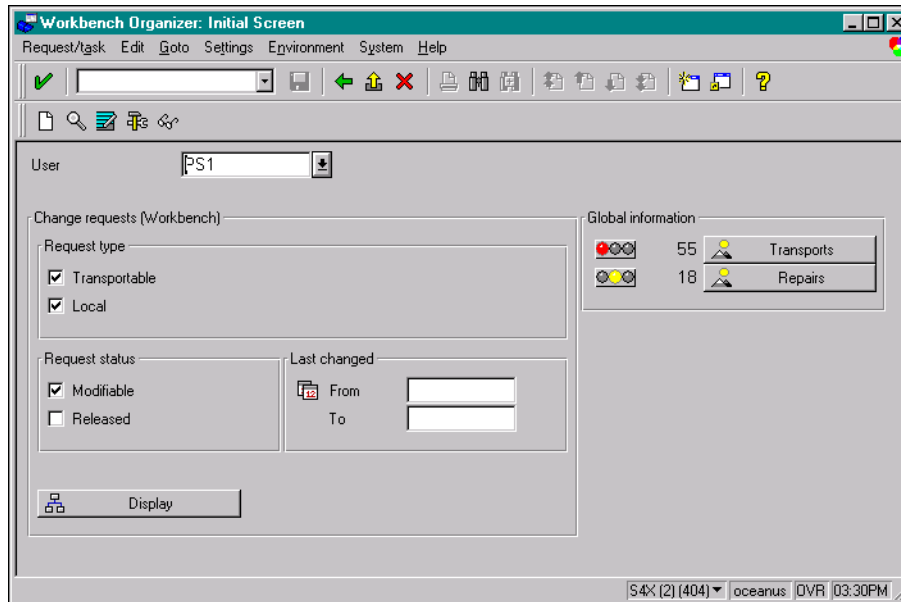 Workbench Organizer: Initial Screen
Request/task Edit Goto Settings Environment System Help
User PS1
Change requests (Workbench)
Request type
Transportable
Local
Request status
Modifiable
Released
Last changed
12 From
To
Display
Global information
55 Transports
18 Repairs
S4X (2) (404) oceanus OVR 03:30PM